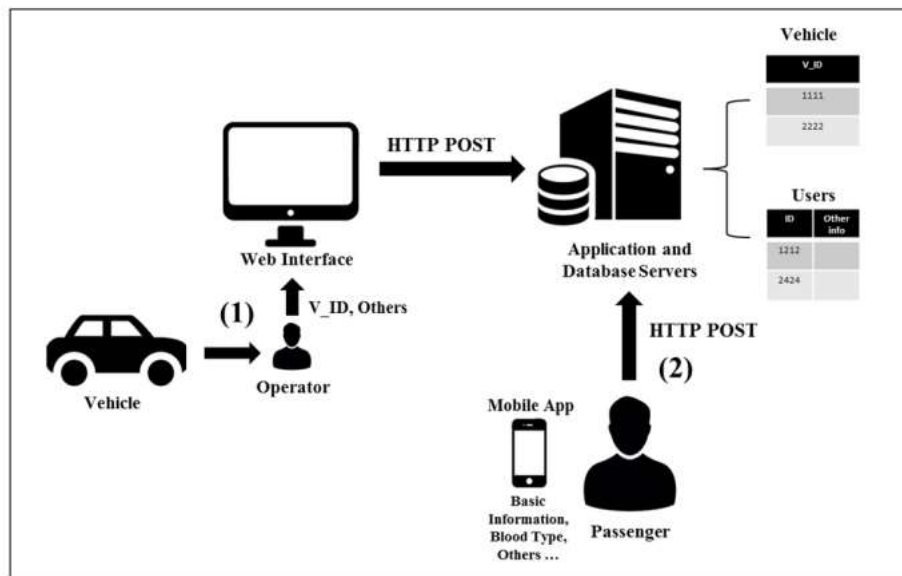 Vehicle
V_ID
1111
2222
HTTP POST
Users
ID Other
info
1212
2424
Web Interface
Application and
Database Servers
(1)
V_ID, Others
HTTP POST
(2)
Operator
Vehicle
Mobile App
Basic
Information,
Blood Type,
Others ...
Passenger